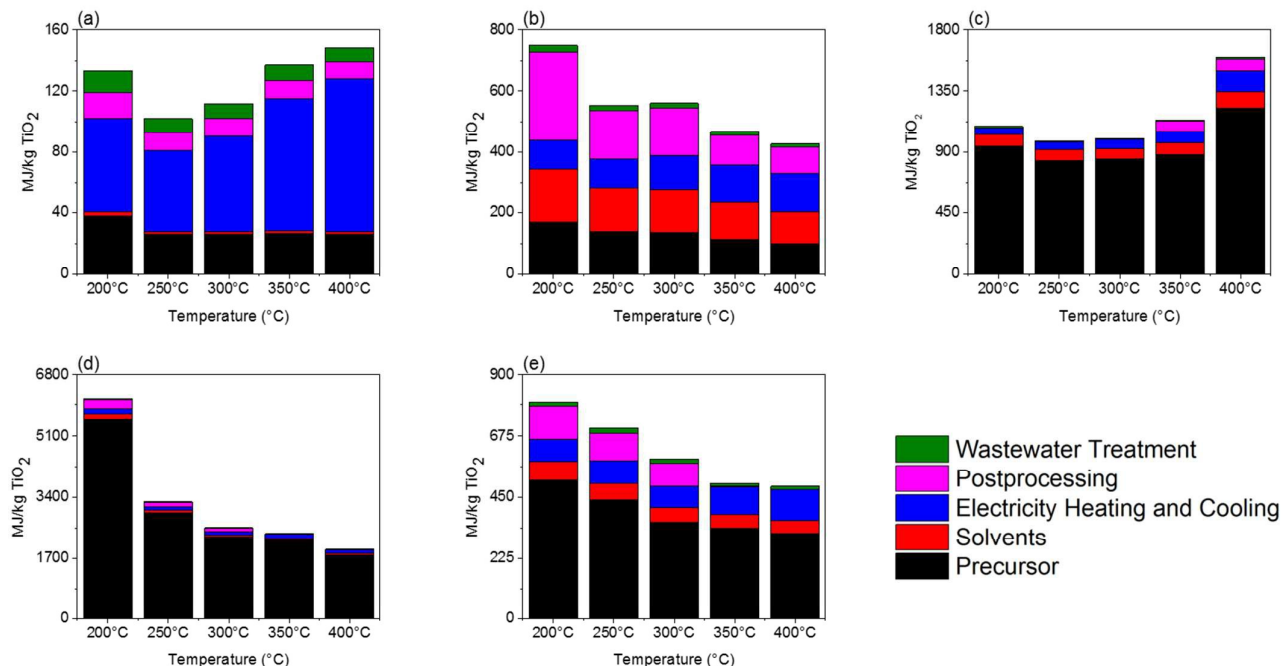 (a)
160
120
80
40
0
MJ/kg TiO2
200°C 250°C 300°C 350°C 400°C
Temperature (°C)
(b)
800
600
400
200
0
MJ/kg TiO2
200°C 250°C 300°C 350°C 400°C
Temperature (°C)
(c)
1800
1350
900
450
0
MJ/kg TiO2
200°C 250°C 300°C 350°C 400°C
Temperature (°C)
(d)
6800
5100
3400
1700
0
MJ/kg TiO2
200°C 250°C 300°C 350°C 400°C
Temperature (°C)
(e)
900
675
450
225
0
MJ/kg TiO2
200°C 250°C 300°C 350°C 400°C
Temperature (°C)
Wastewater Treatment
Postprocessing
Electricity Heating and Cooling
Solvents
Precursor